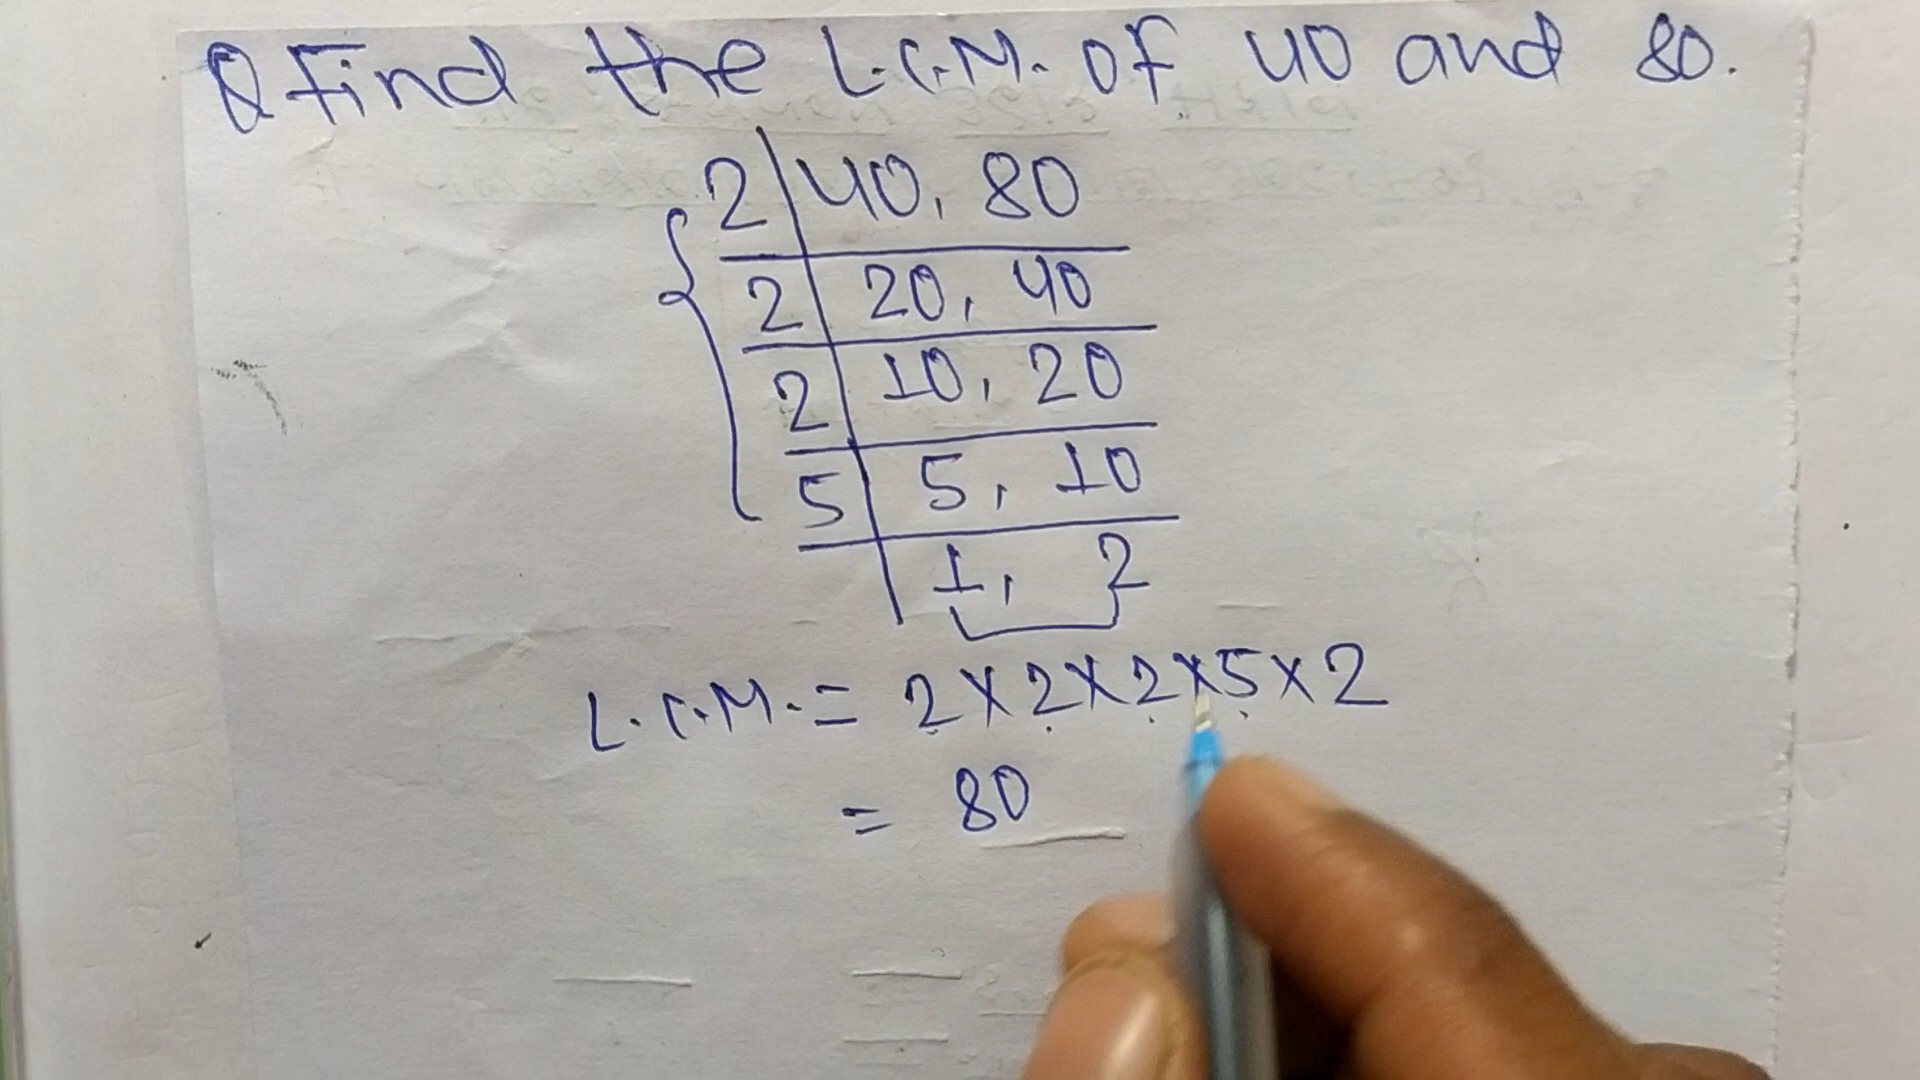 Q Find the L.C.M. of 40 and 80.
2 | 40, 80
2 | 20, 40
2 | 10, 20
5 | 5, 10
1, 2
L.C.M. = 2 × 2 × 2 × 5 × 2
= 80